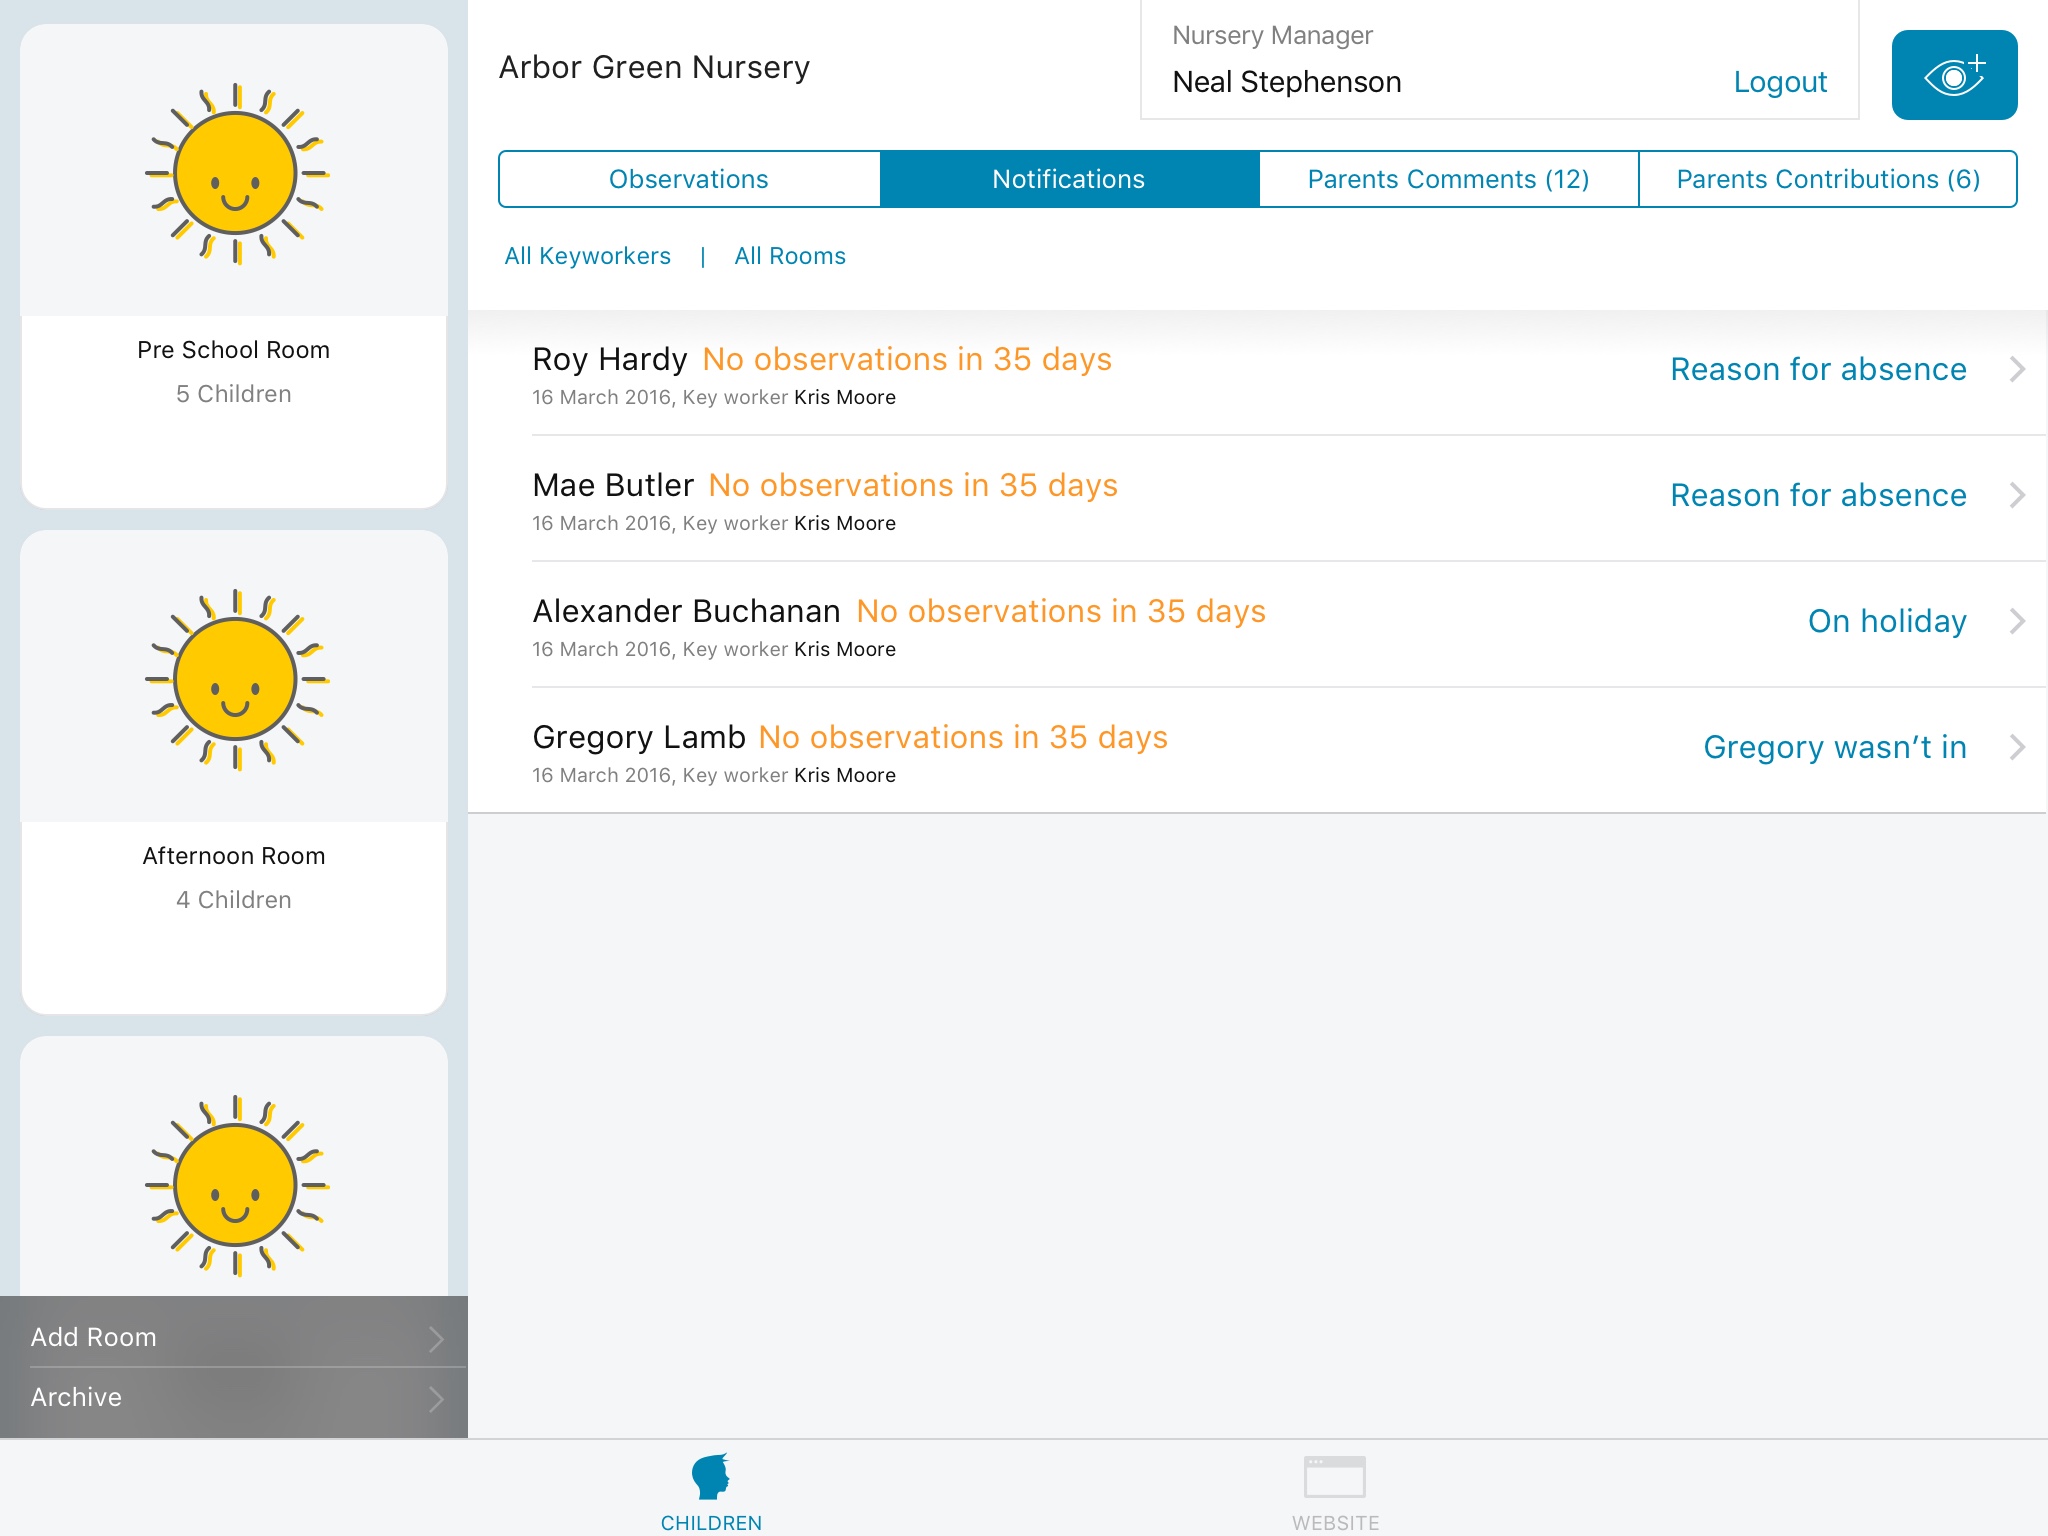 Pre School Room
5 Children
Afternoon Room
4 Children
Add Room
Archive
Arbor Green Nursery
Nursery Manager
Neal Stephenson Logout
Observations Notifications Parents Comments (12) Parents Contributions (6)
All Keyworkers | All Rooms
Roy Hardy No observations in 35 days Reason for absence
16 March 2016, Key worker Kris Moore
Mae Butler No observations in 35 days Reason for absence
16 March 2016, Key worker Kris Moore
Alexander Buchanan No observations in 35 days On holiday
16 March 2016, Key worker Kris Moore
Gregory Lamb No observations in 35 days Gregory wasn’t in
16 March 2016, Key worker Kris Moore
CHILDREN WEBSITE